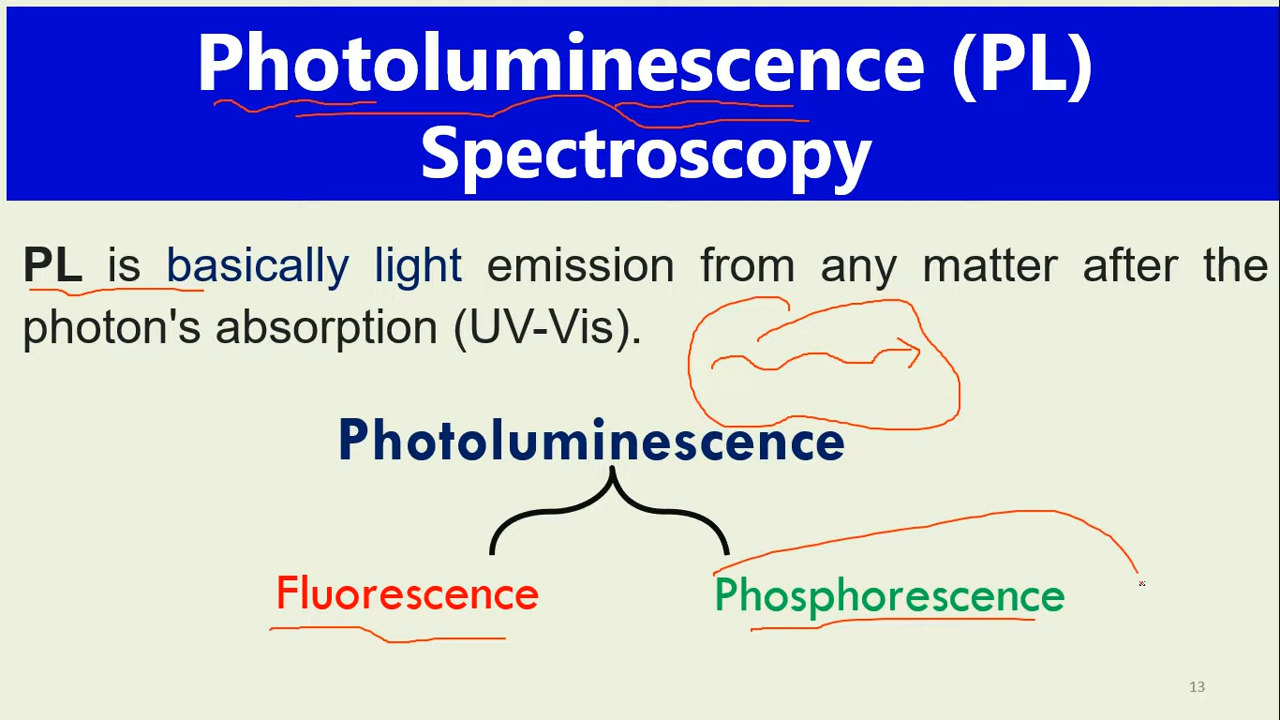 Photoluminescence (PL)
Spectroscopy
PL is basically light emission from any matter after the
photon's absorption (UV-Vis).
Photoluminescence
Fluorescence Phosphorescence
13